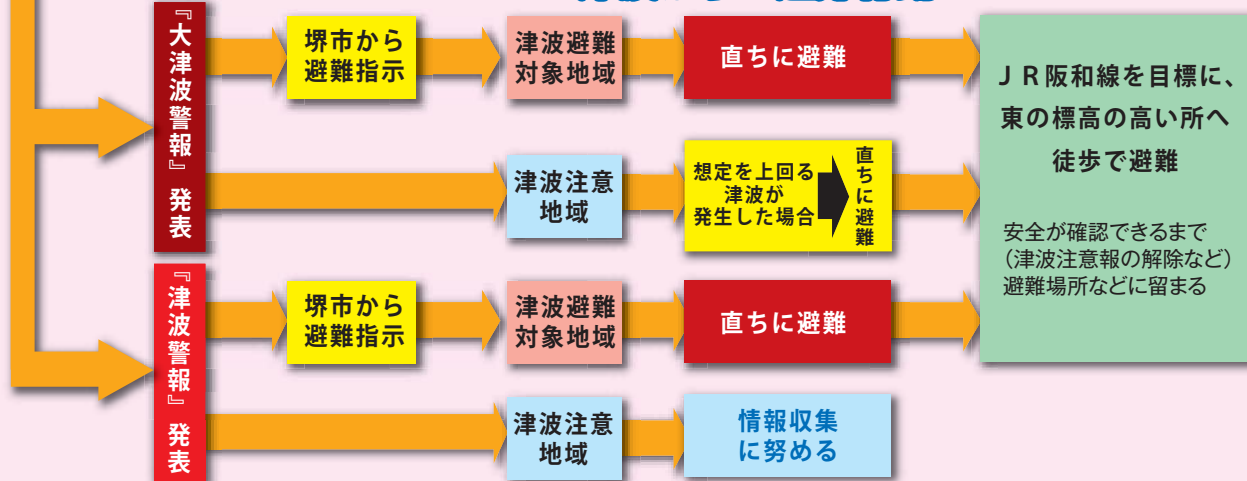 『大津波警報』発表
堺市から
避難指示
津波避難
対象地域
直ちに避難
津波注意
地域
想定を上回る
津波が
発生した場合
直ちに避難
ＪＲ阪和線を目標に、
東の標高の高い所へ
徒歩で避難
安全が確認できるまで
（津波注意報の解除など）
避難場所などに留まる
『津波警報』発表
堺市から
避難指示
津波避難
対象地域
直ちに避難
津波注意
地域
情報収集
に努める